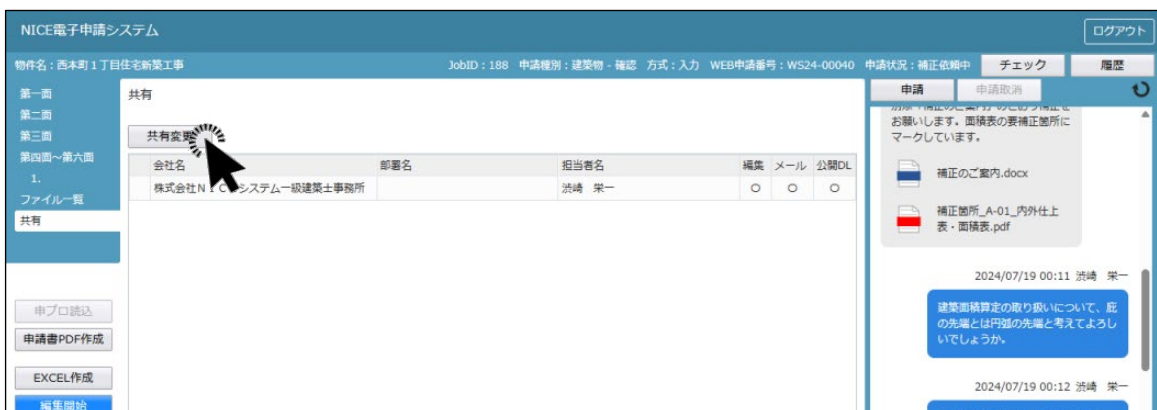 NICE電子申請システム
ログアウト
物件名：西本町1丁目住宅新築工事
JobID：188 申請種別：建築物 - 確認 方式：入力 WEB申請番号：WS24-00040 申請状況：補正依頼中
チェック
履歴
第一面
第二面
第三面
第四面～第六面
1.
ファイル一覧
共有
申プロ読込
申請書PDF作成
EXCEL作成
編集開始
共有
共有変更
会社名 部署名 担当者名 編集 メール 公開DL
株式会社NICEシステム一級建築士事務所 渋崎 栄一 ○ ○ ○
申請
申請取消
お願いします。面積表の要補正箇所に
マークしています。
補正のご案内.docx
補正箇所_A-01_内外仕上
表・面積表.pdf
2024/07/19 00:11 渋崎 栄一
建築面積算定の取り扱いについて、庇
の先端とは円弧の先端と考えてよろし
いでしょうか。
2024/07/19 00:12 渋崎 栄一